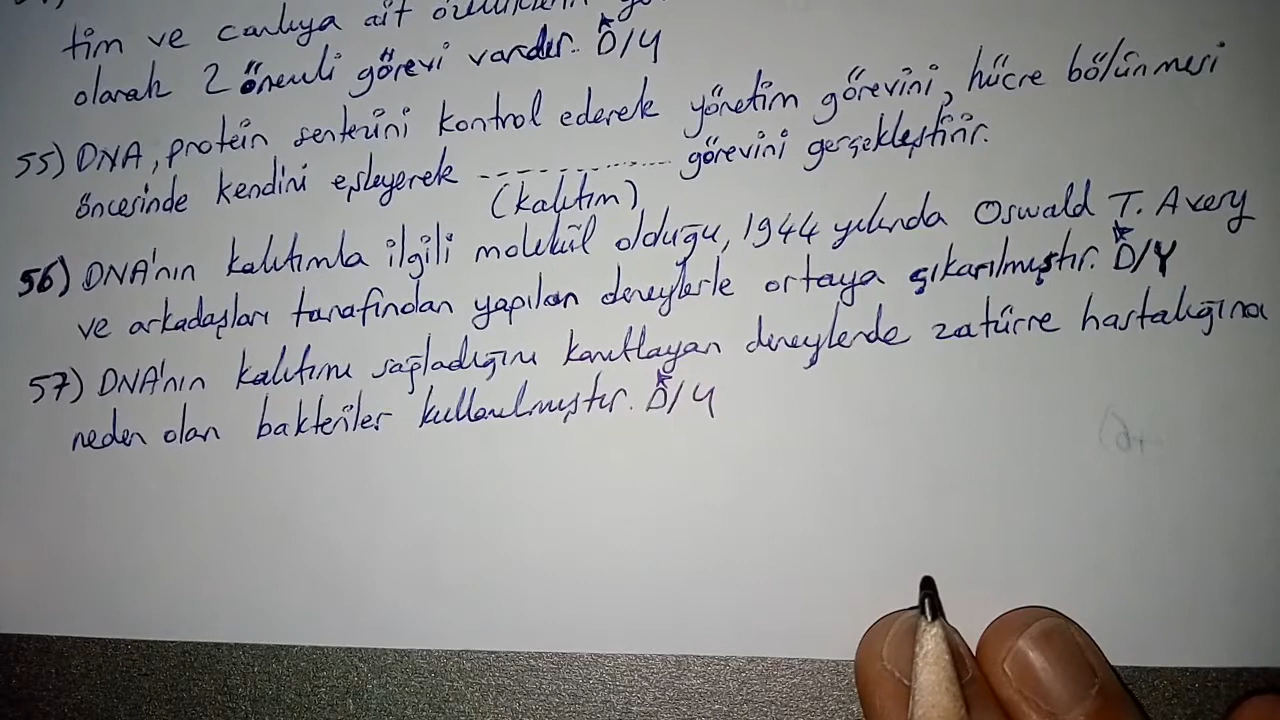 tim ve canlıya ait
olarak 2 önemli görevi vardır. D/Y
55) DNA, protein sentezini kontrol ederek yönetim görevini, hücre bölünmesi
öncesinde kendini eşleyerek ............ görevini gerçekleştirir.
(kalıtım)
56) DNA'nın kalıtımla ilgili molekül olduğu, 1944 yılında Oswald T. Avery
ve arkadaşları tarafından yapılan deneylerle ortaya çıkarılmıştır. D/Y
57) DNA'nın kalıtımı sağladığını kanıtlayan deneylerde zatürre hastalığına
neden olan bakteriler kullanılmıştır. D/Y